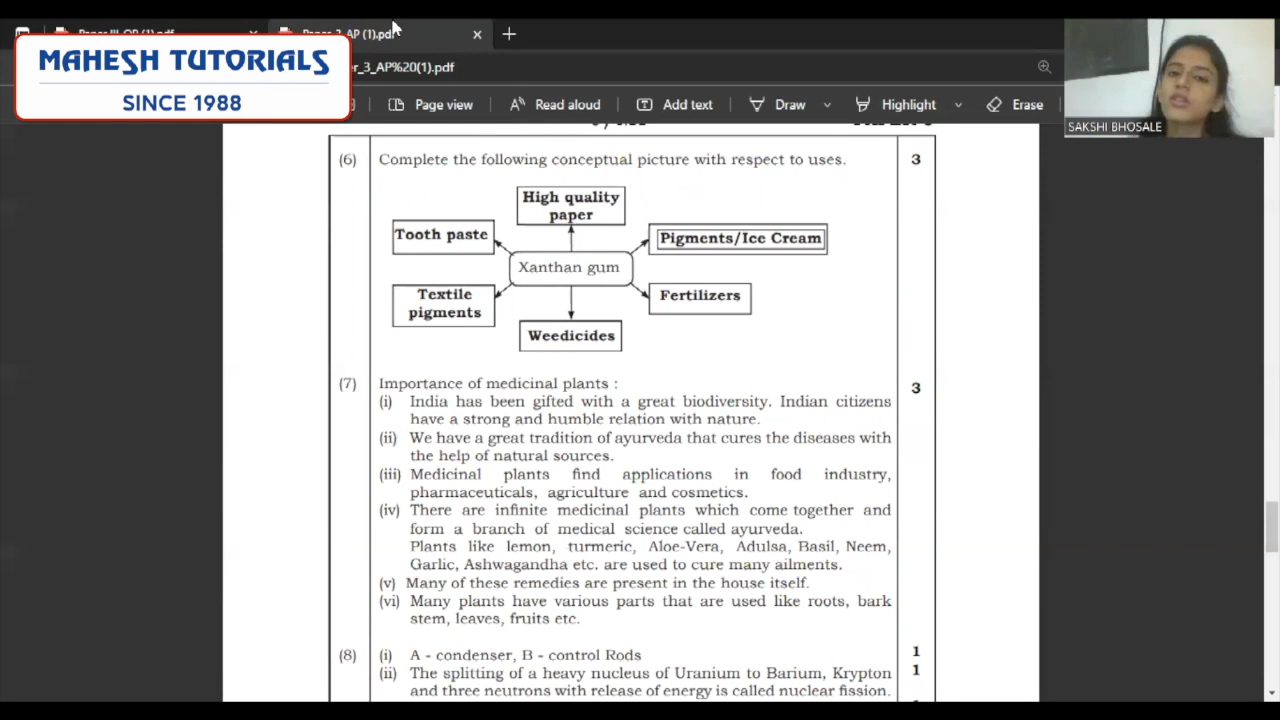 Paper_3_AP (1).pdf
MAHESH TUTORIALS
SINCE 1988
er_3_AP%20(1).pdf
Page view
Read aloud
Add text
Draw
Highlight
Erase
SAKSHI BHOSALE
(6) Complete the following conceptual picture with respect to uses. 3
High quality
paper
Tooth paste
Pigments/Ice Cream
Xanthan gum
Textile
pigments
Fertilizers
Weedicides
(7) Importance of medicinal plants : 3
(i) India has been gifted with a great biodiversity. Indian citizens
have a strong and humble relation with nature.
(ii) We have a great tradition of ayurveda that cures the diseases with
the help of natural sources.
(iii) Medicinal plants find applications in food industry,
pharmaceuticals, agriculture and cosmetics.
(iv) There are infinite medicinal plants which come together and
form a branch of medical science called ayurveda.
Plants like lemon, turmeric, Aloe-Vera, Adulsa, Basil, Neem,
Garlic, Ashwagandha etc. are used to cure many ailments.
(v) Many of these remedies are present in the house itself.
(vi) Many plants have various parts that are used like roots, bark
stem, leaves, fruits etc.
(8) (i) A - condenser, B - control Rods 1
(ii) The splitting of a heavy nucleus of Uranium to Barium, Krypton 1
and three neutrons with release of energy is called nuclear fission.